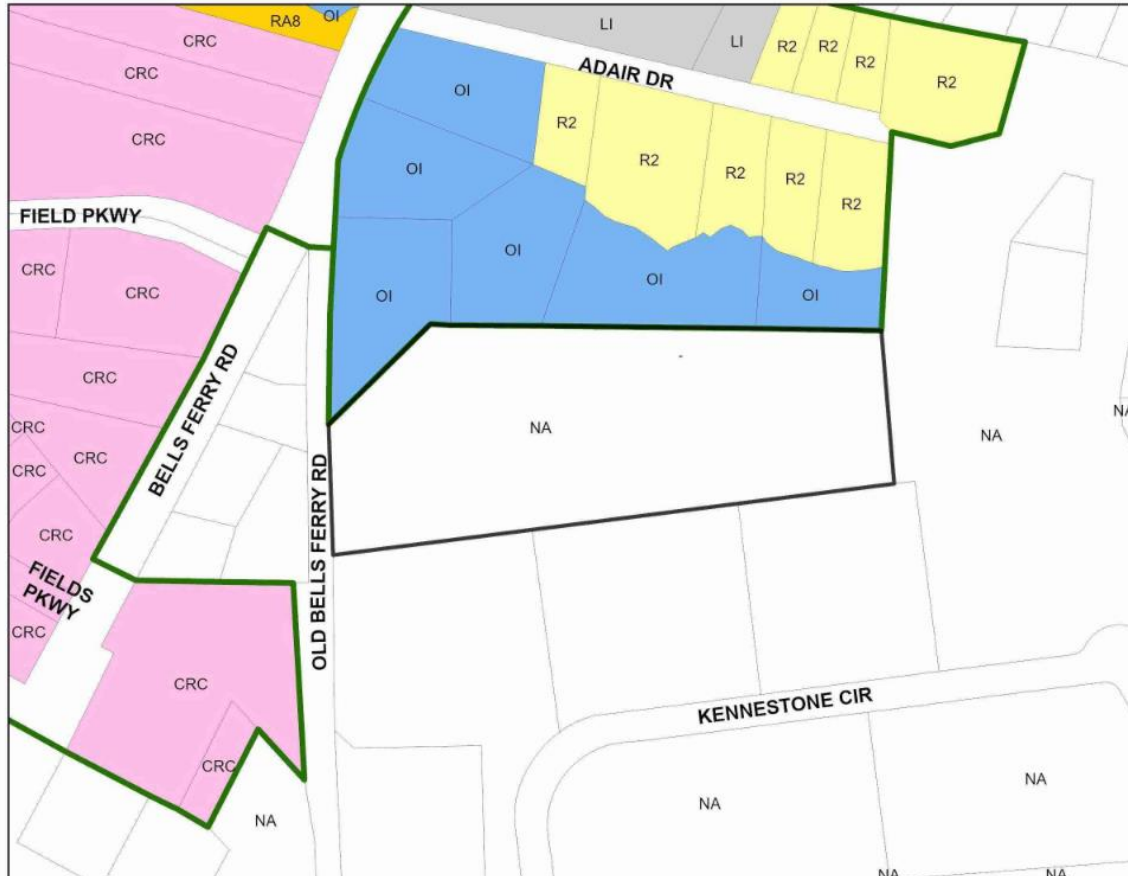 RA8
OI
CRC
LI
LI
CRC
R2
R2
R2
R2
ADAIR DR
OI
CRC
R2
R2
R2
R2
R2
OI
FIELD PKWY
OI
CRC
CRC
OI
OI
OI
CRC
BELLS FERRY RD
NA
NA
NA
CRC
CRC
CRC
CRC
OLD BELLS FERRY RD
FIELDS
PKWY
CRC
CRC
KENNESTONE CIR
CRC
NA
NA
NA
NA
NA